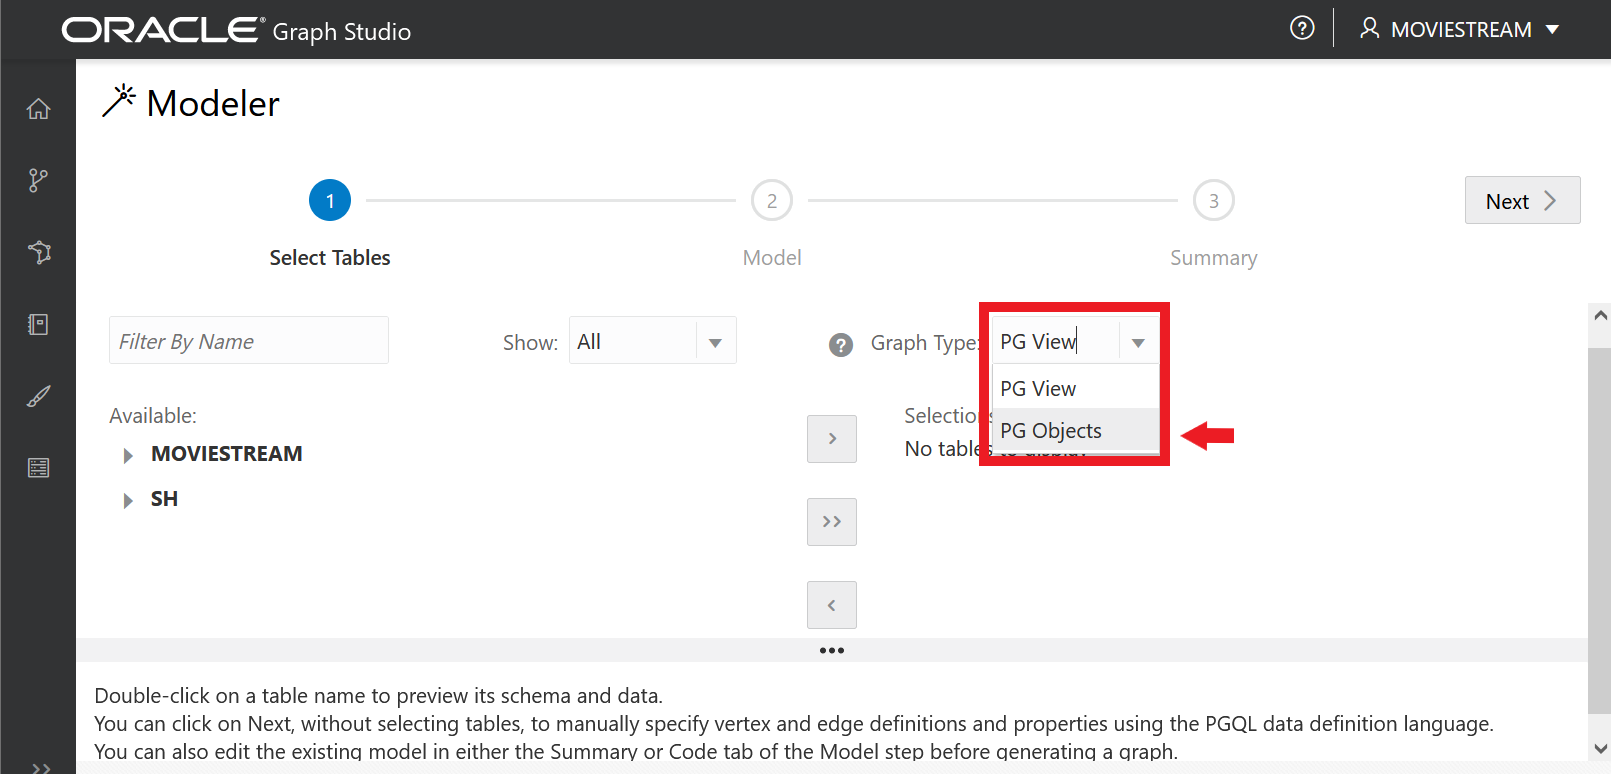 ORACLE® Graph Studio
? MOVIESTREAM
Modeler
1 2 3
Next
Select Tables Model Summary
Filter By Name Show: All ? Graph Type: PG View
PG View
PG Objects
Available: Selection
MOVIESTREAM No tables to display
SH
Double-click on a table name to preview its schema and data.
You can click on Next, without selecting tables, to manually specify vertex and edge definitions and properties using the PGQL data definition language.
You can also edit the existing model in either the Summary or Code tab of the Model step before generating a graph.